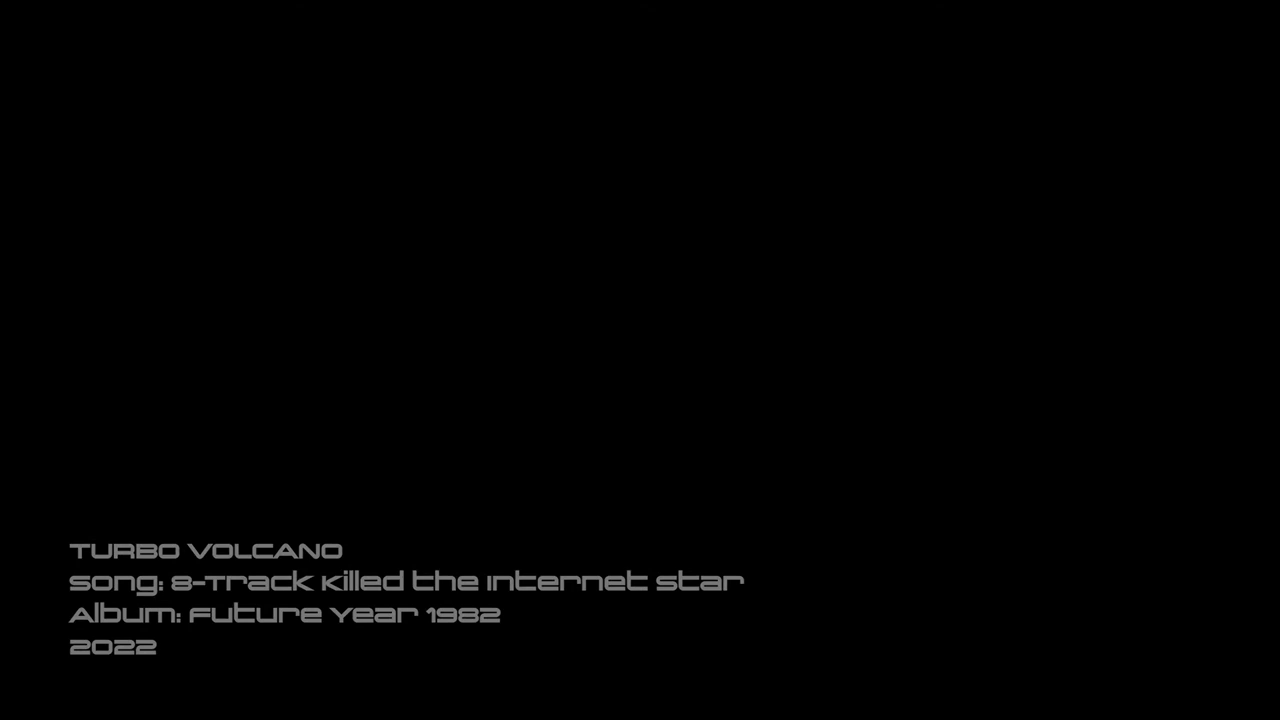 TURBO VOLCANO
Song: 8-Track Killed the Internet Star
Album: Future Year 1982
2022